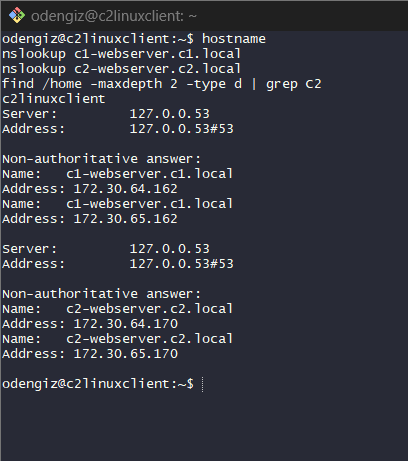 odengiz@c2linuxclient: ~
odengiz@c2linuxclient:~$ hostname
nslookup c1-webserver.c1.local
nslookup c2-webserver.c2.local
find /home -maxdepth 2 -type d | grep c2
c2linuxclient
Server:         127.0.0.53
Address:        127.0.0.53#53

Non-authoritative answer:
Name:   c1-webserver.c1.local
Address: 172.30.64.162
Name:   c1-webserver.c1.local
Address: 172.30.65.162

Server:         127.0.0.53
Address:        127.0.0.53#53

Non-authoritative answer:
Name:   c2-webserver.c2.local
Address: 172.30.64.170
Name:   c2-webserver.c2.local
Address: 172.30.65.170

odengiz@c2linuxclient:~$